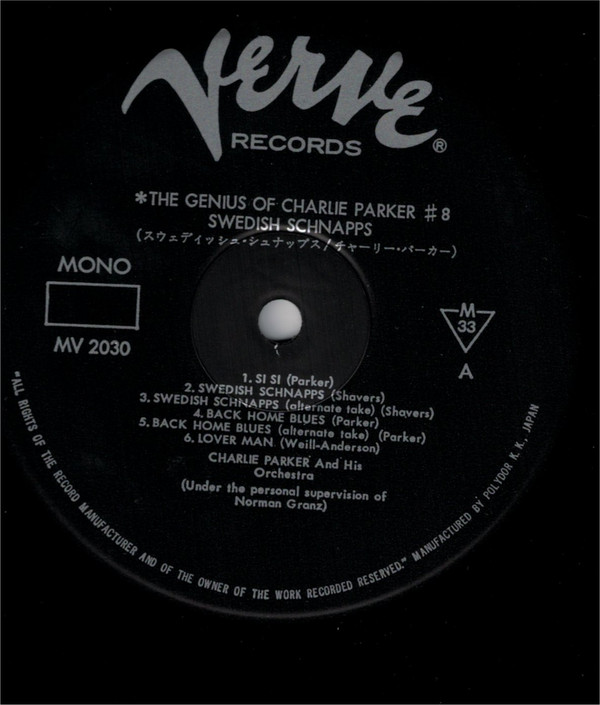 Verve
RECORDS ®
*THE GENIUS OF CHARLIE PARKER #8
SWEDISH SCHNAPPS
(スウェディッシュ・シュナップス/チャーリー・パーカー)
MONO
MV 2030
M
33
A
1. SI SI (Parker)
2. SWEDISH SCHNAPPS (Shavers)
3. SWEDISH SCHNAPPS (alternate take) (Shavers)
4. BACK HOME BLUES (Parker)
5. BACK HOME BLUES (alternate take) (Parker)
6. LOVER MAN (Weill-Anderson)
CHARLIE PARKER And His
Orchestra
(Under the personal supervision of
Norman Granz)
"ALL RIGHTS OF THE RECORD MANUFACTURER AND OF THE OWNER OF THE WORK RECORDED RESERVED." MANUFACTURED BY POLYDOR K. K., JAPAN